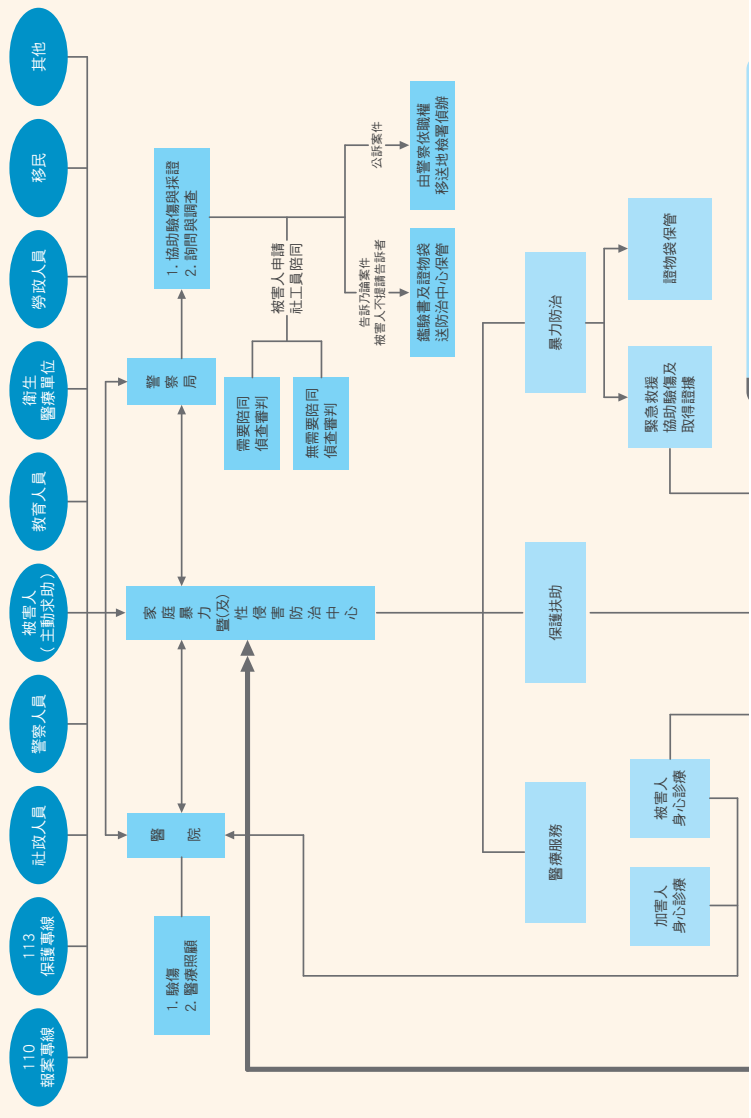 110
報案專線
113
保護專線
社政人員
警察人員
被害人
（主動求助）
教育人員
衛生
醫療單位
勞政人員
移民
其他
醫院
家庭暴力
暨(及)
性侵害防治中心
警察局
1. 驗傷
2. 醫療照顧
1. 協助驗傷與採證
2. 詢問與調查
需要陪同
偵查審判
無需要陪同
偵查審判
被害人申請
社工員陪同
告訴乃論案件
被害人不提請告訴者
公訴案件
鑑驗書及證物袋
送防治中心保管
由警察依職權
移送地檢署偵辦
醫療服務
保護扶助
暴力防治
加害人
身心診療
被害人
身心診療
緊急救援
協助驗傷及
取得證據
證物袋保管